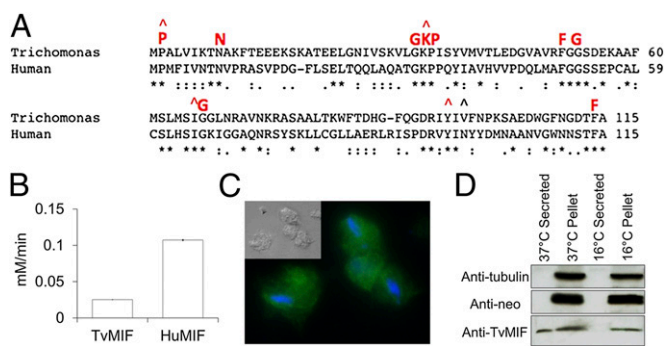 A
^ ^
P N GKP F G
Trichomonas MPALVIKTNAKFTEEEKSKATEELGNIVSKVLGKPISYVMVTLEDGVAVRFGGSDEKAAF 60
Human MPMFIVNTNVPRASVPDG-FLSELTQQLAQATGKPPQYIAVHVVPDQLMAFGGSSEPCAL 59
^ G ^ ^ F
Trichomonas MSLMSIGGLNRAVNKRASAALTKWFTDHG-FQGDRIYIVFNPKSAEDWGFNGDTFA 115
Human CSLHSIGKIGGAQNRSYSKLLCGLLAERLRISPDRVYINYYDMNAANVGWNNSTFA 115
B
mM/min
0.15
0.1
0.05
0
TvMIF HuMIF
C
D
37°C Secreted
37°C Pellet
16°C Secreted
16°C Pellet
Anti-tubulin
Anti-neo
Anti-TvMIF